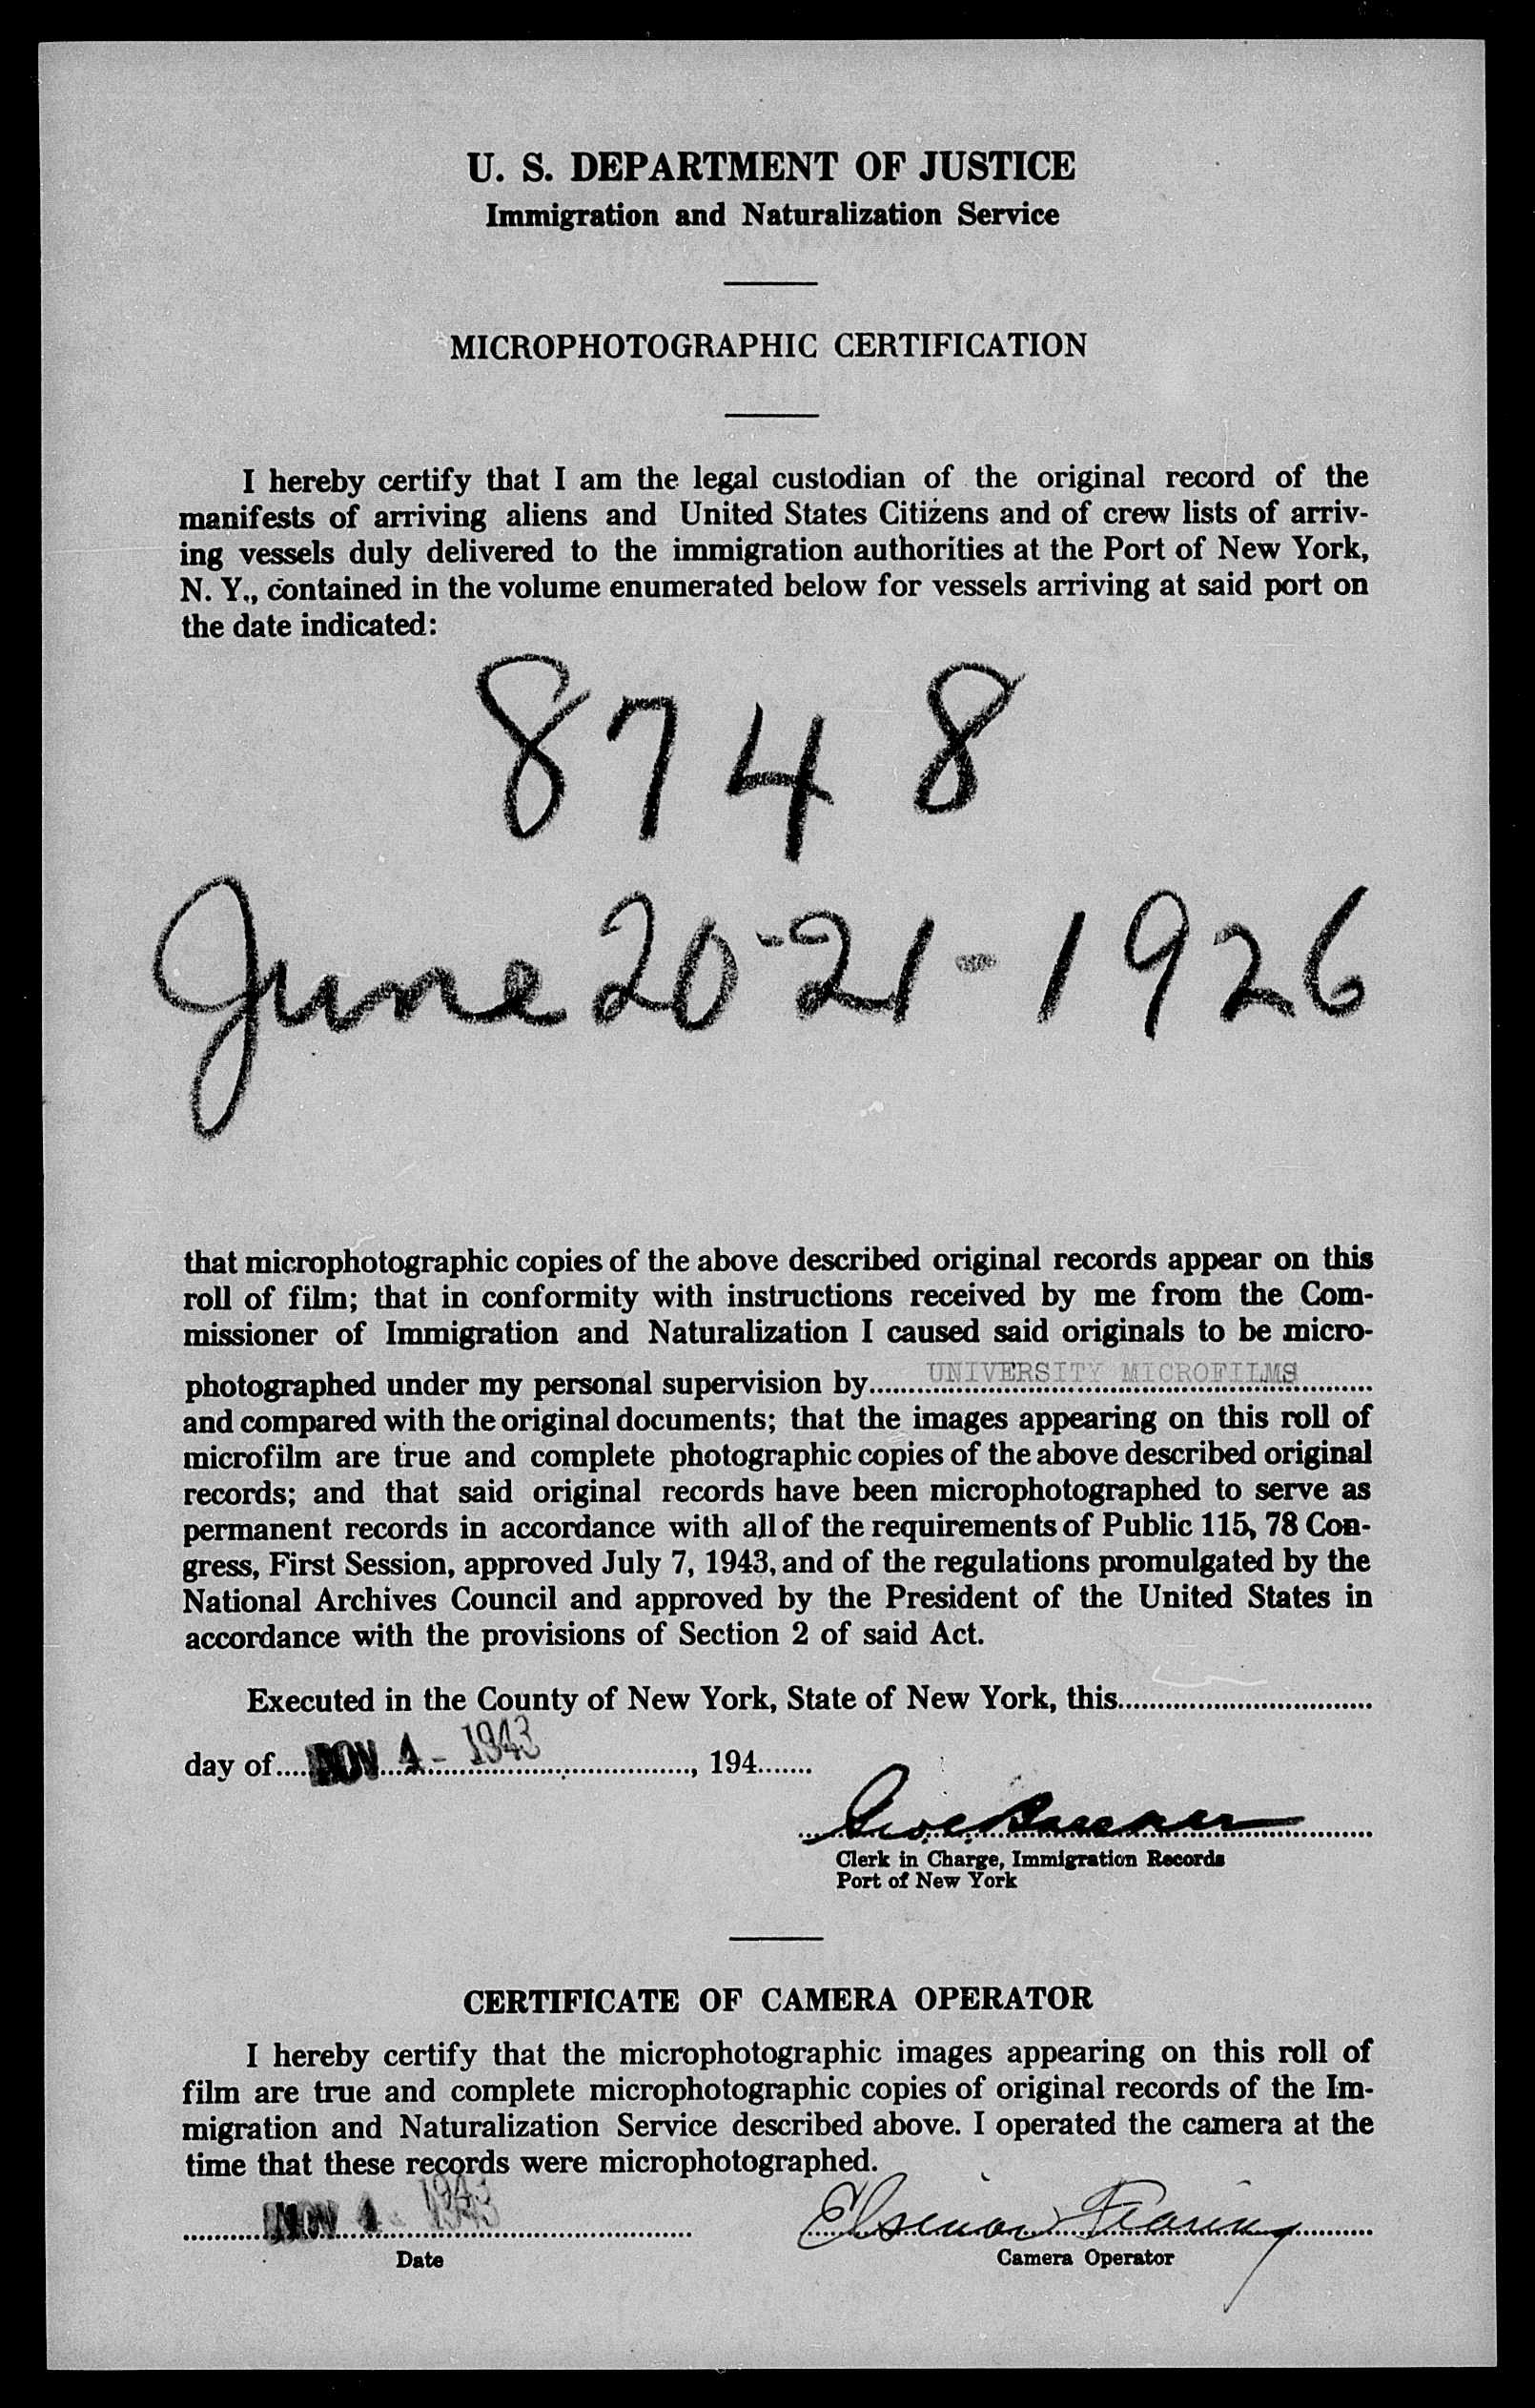 U. S. DEPARTMENT OF JUSTICE
Immigration and Naturalization Service
MICROPHOTOGRAPHIC CERTIFICATION
I hereby certify that I am the legal custodian of the original record of the
manifests of arriving aliens and United States Citizens and of crew lists of arriv-
ing vessels duly delivered to the immigration authorities at the Port of New York,
N. Y., contained in the volume enumerated below for vessels arriving at said port on
the date indicated:
8748
June 20-21-1926
that microphotographic copies of the above described original records appear on this
roll of film; that in conformity with instructions received by me from the Com-
missioner of Immigration and Naturalization I caused said originals to be micro-
photographed under my personal supervision by UNIVERSITY MICROFILMS
and compared with the original documents; that the images appearing on this roll of
microfilm are true and complete photographic copies of the above described original
records; and that said original records have been microphotographed to serve as
permanent records in accordance with all of the requirements of Public 115, 78 Con-
gress, First Session, approved July 7, 1943, and of the regulations promulgated by the
National Archives Council and approved by the President of the United States in
accordance with the provisions of Section 2 of said Act.
Executed in the County of New York, State of New York, this
day of NOV 4 - 1943, 194
Clerk in Charge, Immigration Records
Port of New York
CERTIFICATE OF CAMERA OPERATOR
I hereby certify that the microphotographic images appearing on this roll of
film are true and complete microphotographic copies of original records of the Im-
migration and Naturalization Service described above. I operated the camera at the
time that these records were microphotographed.
NOV 4 - 1943
Date
Camera Operator